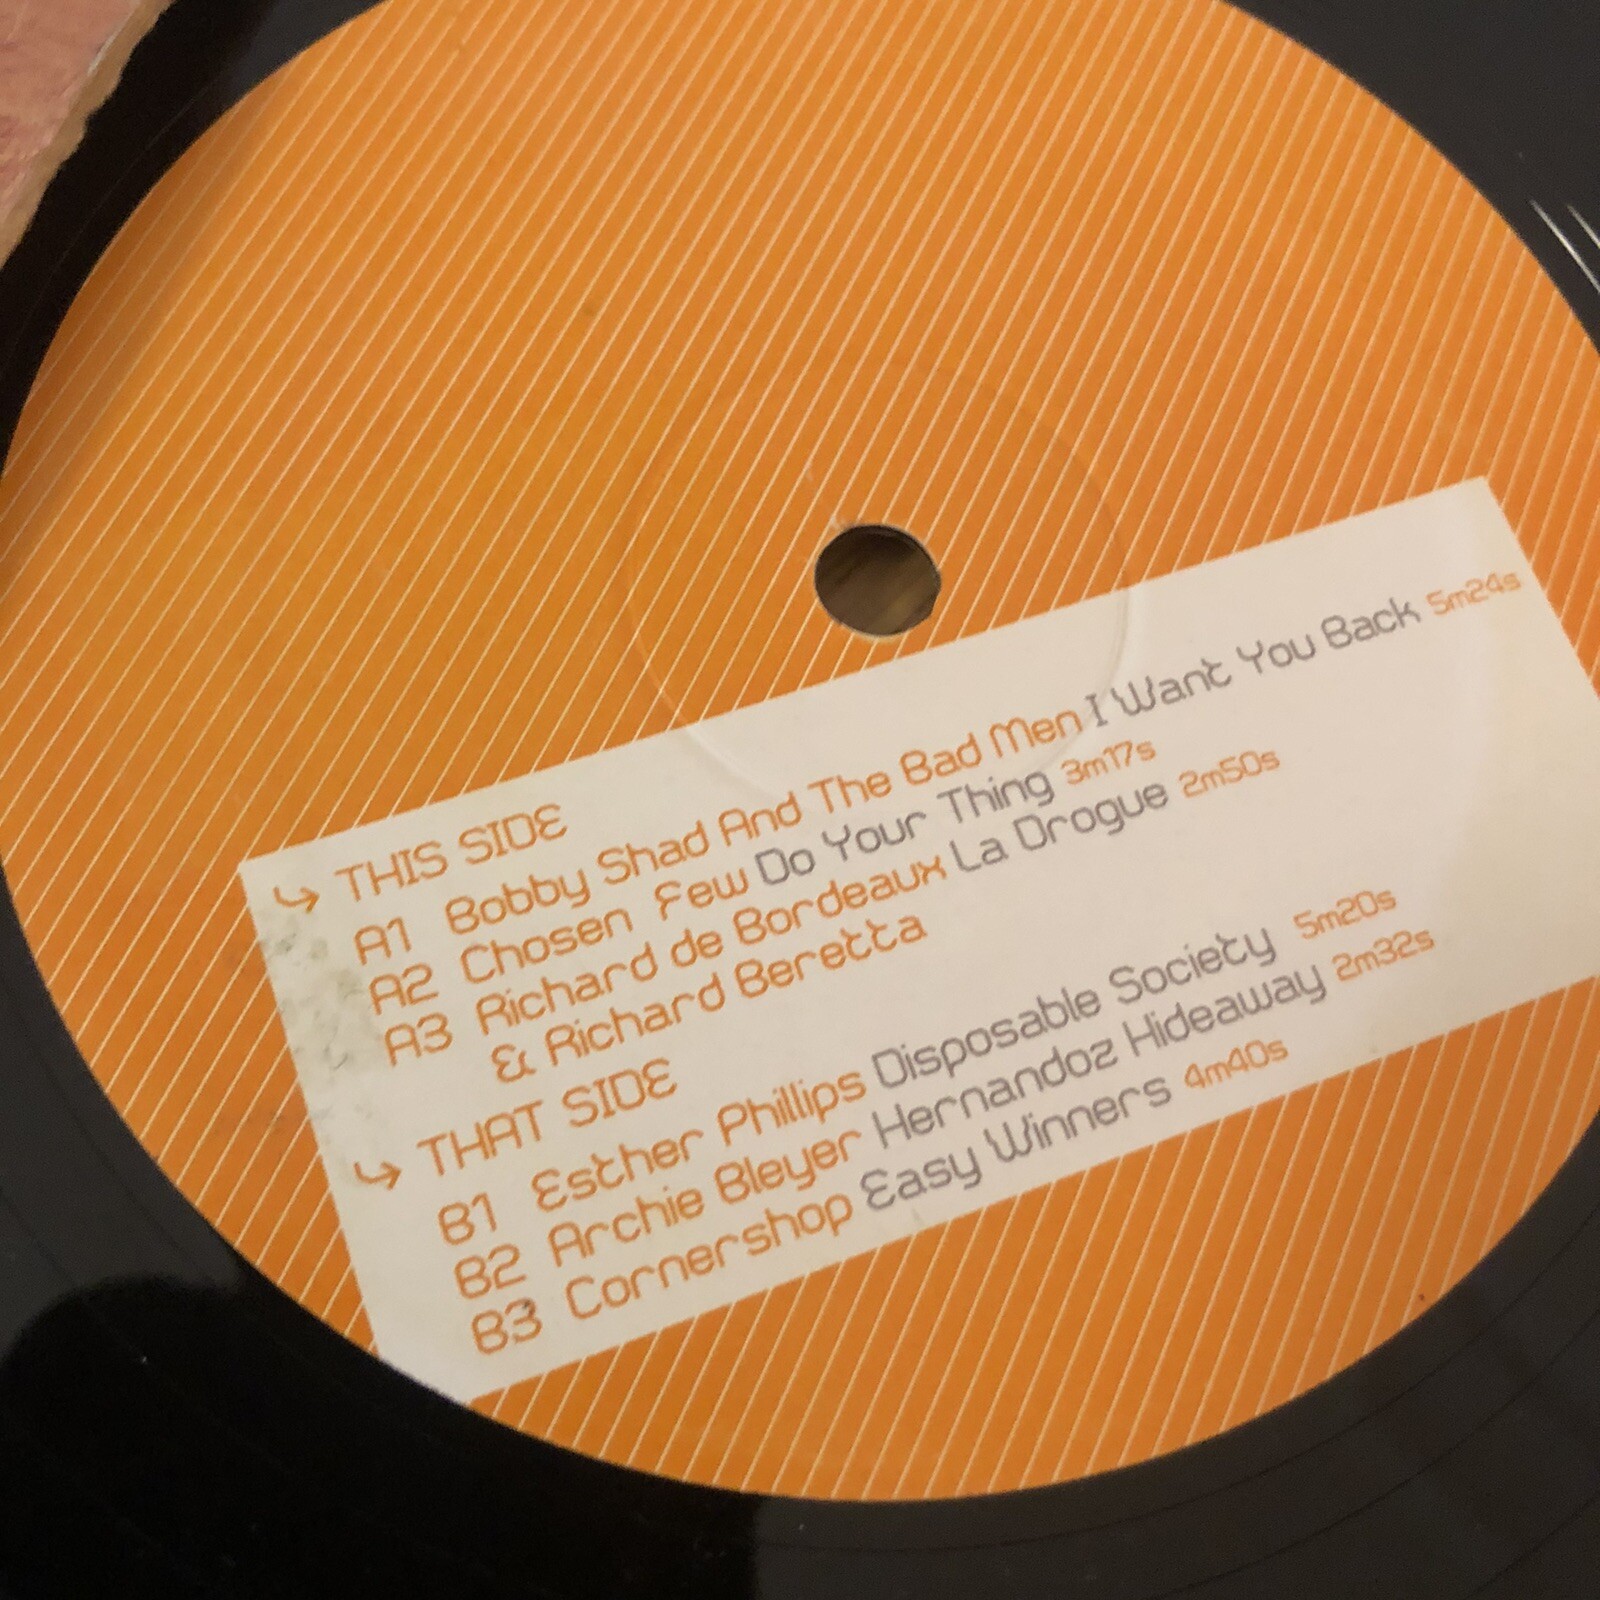 THIS SIDE
A1 Bobby Shad And The Bad Men I Want You Back 5m24s
A2 Chosen Few Do Your Thing 3m17s
A3 Richard de Bordeaux La Drogue 2m50s
& Richard Beretta
THAT SIDE
B1 Esther Phillips Disposable Society 5m20s
B2 Archie Bleyer Hernandoz Hideaway 2m32s
B3 Cornershop Easy Winners 4m40s